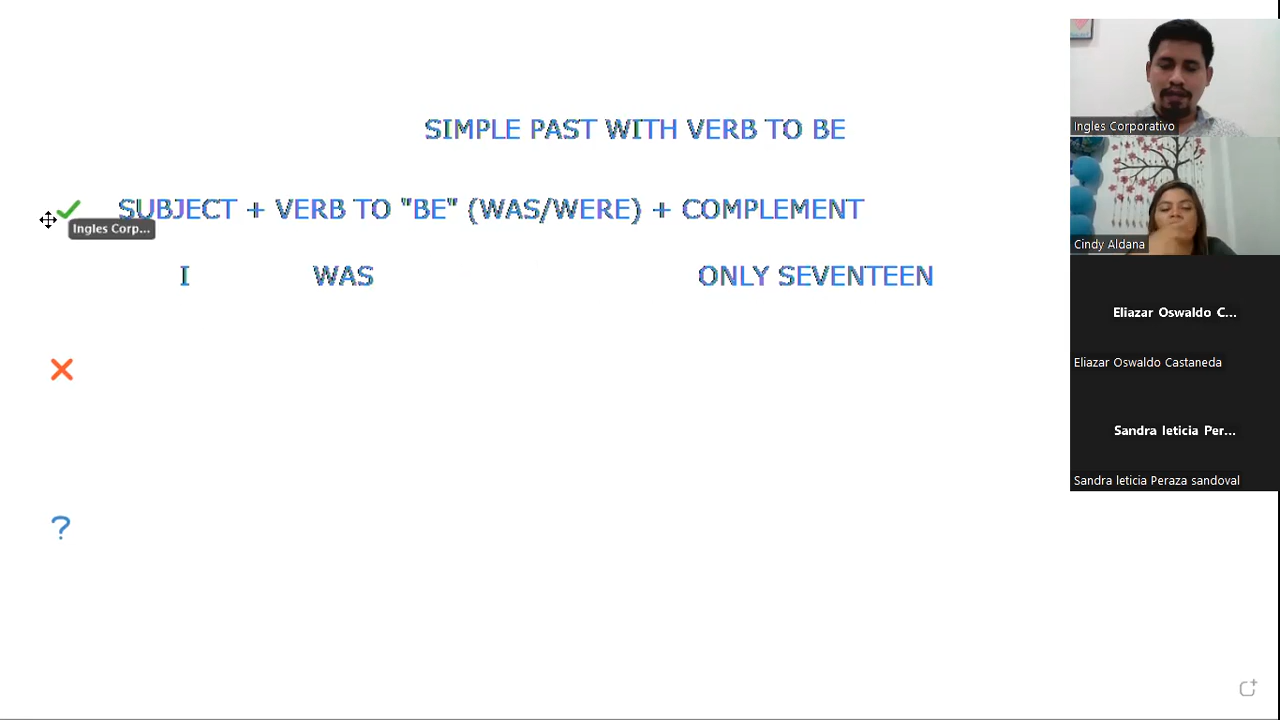 SIMPLE PAST WITH VERB TO BE
SUBJECT + VERB TO "BE" (WAS/WERE) + COMPLEMENT
Ingles Corp...
I WAS ONLY SEVENTEEN
?
Ingles Corporativo
Cindy Aldana
Eliazar Oswaldo C...
Eliazar Oswaldo Castaneda
Sandra leticia Per...
Sandra leticia Peraza sandoval